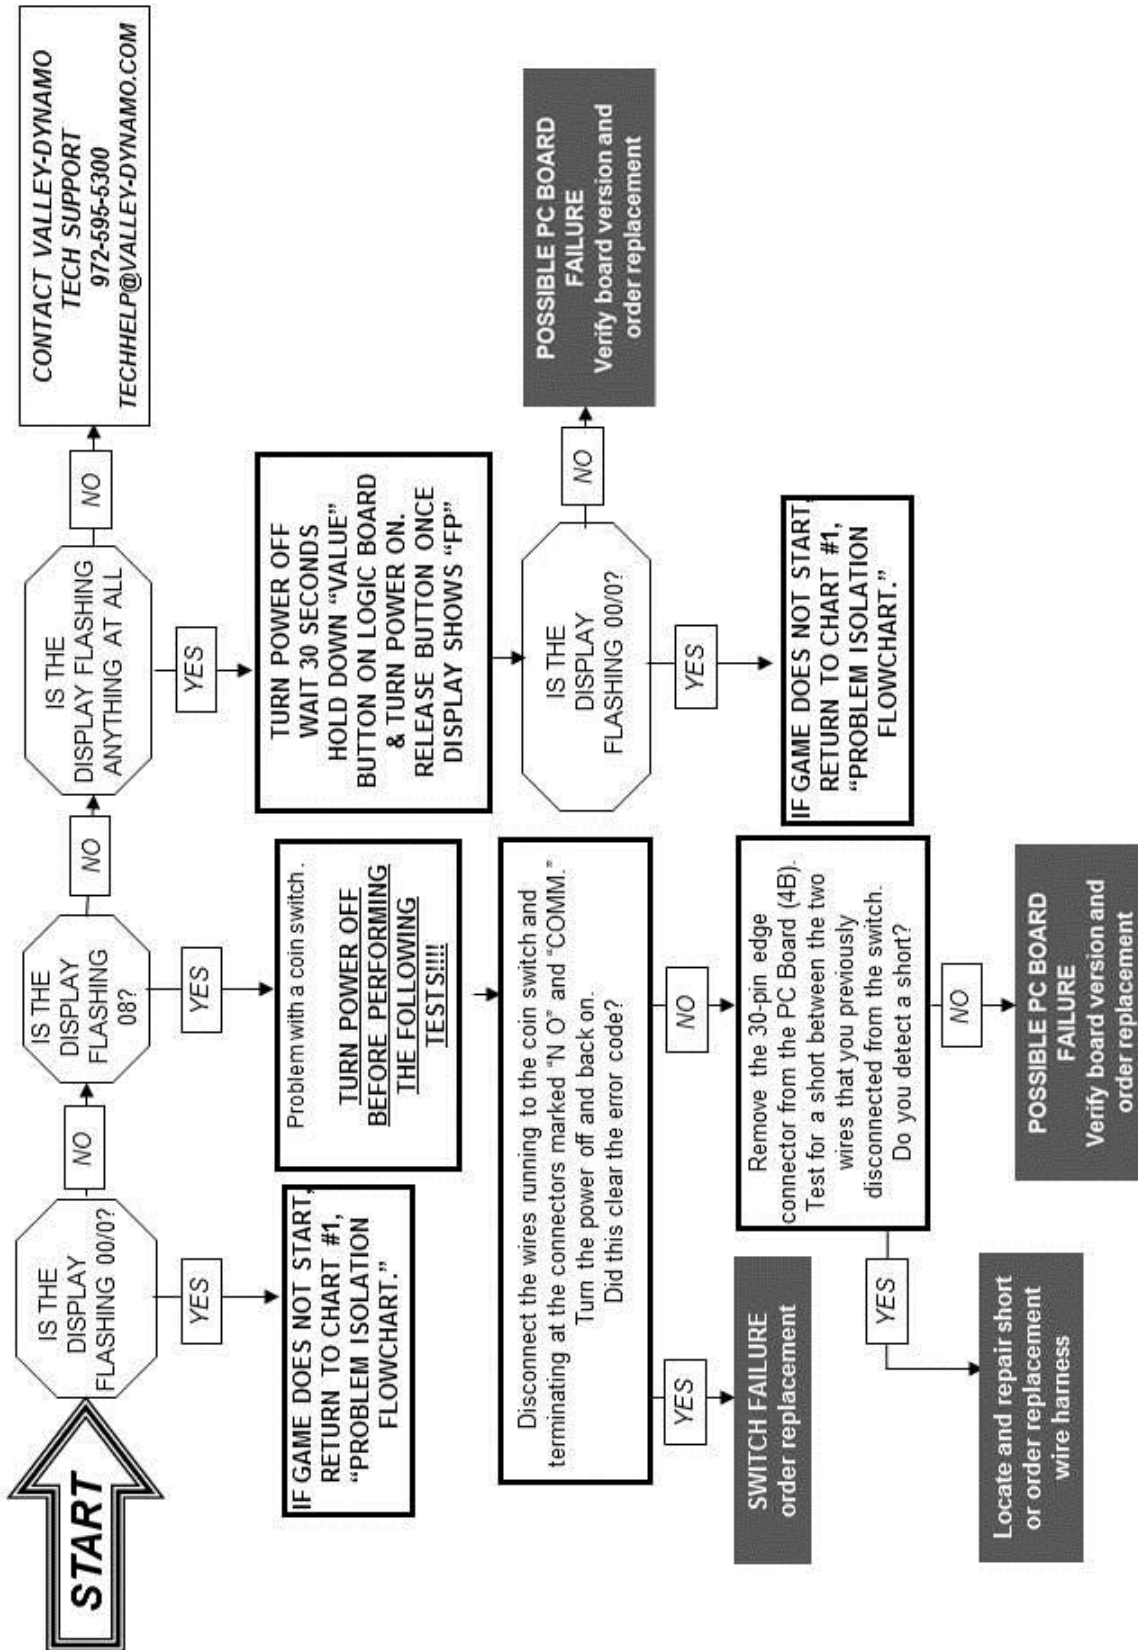 START
IS THE
DISPLAY
FLASHING 00/0?
NO
YES
IF GAME DOES NOT START,
RETURN TO CHART #1,
“PROBLEM ISOLATION
FLOWCHART.”
IS THE
DISPLAY
FLASHING
08?
NO
YES
Problem with a coin switch.
TURN POWER OFF
BEFORE PERFORMING
THE FOLLOWING
TESTS!!!!
Disconnect the wires running to the coin switch and
terminating at the connectors marked “N O” and “COMM.”
Turn the power off and back on.
Did this clear the error code?
YES
SWITCH FAILURE
order replacement
NO
Remove the 30-pin edge
connector from the PC Board (4B).
Test for a short between the two
wires that you previously
disconnected from the switch.
Do you detect a short?
YES
Locate and repair short
or order replacement
wire harness
NO
POSSIBLE PC BOARD
FAILURE
Verify board version and
order replacement
IS THE
DISPLAY FLASHING
ANYTHING AT ALL
NO
CONTACT VALLEY-DYNAMO
TECH SUPPORT
972-595-5300
TECHHELP@VALLEY-DYNAMO.COM
YES
TURN POWER OFF
WAIT 30 SECONDS
HOLD DOWN “VALUE”
BUTTON ON LOGIC BOARD
& TURN POWER ON.
RELEASE BUTTON ONCE
DISPLAY SHOWS “FP”
IS THE
DISPLAY
FLASHING 00/0?
NO
POSSIBLE PC BOARD
FAILURE
Verify board version and
order replacement
YES
IF GAME DOES NOT START,
RETURN TO CHART #1,
“PROBLEM ISOLATION
FLOWCHART.”